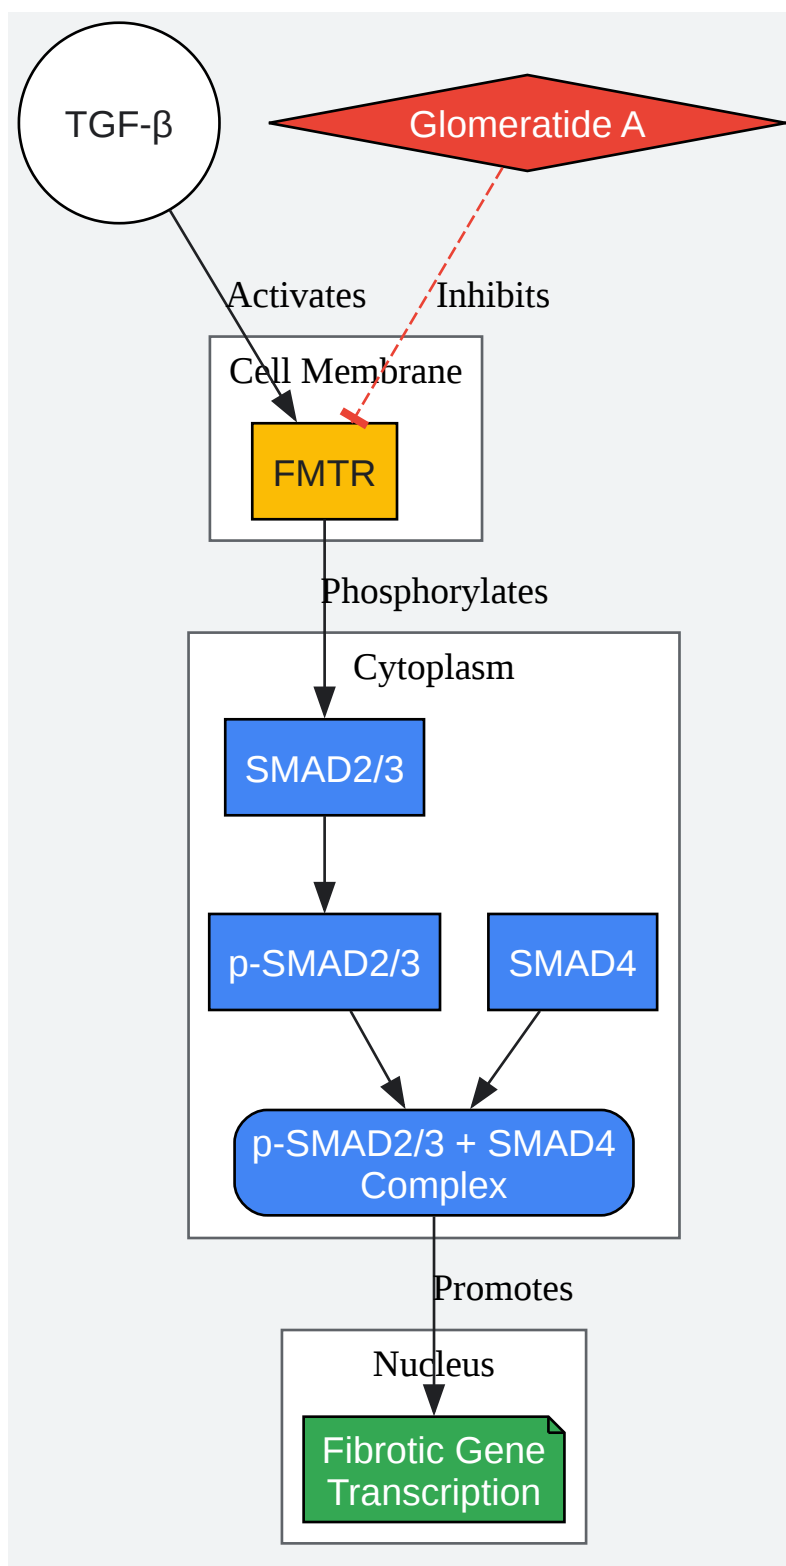 TGF-β
Glomeratide A
Activates
Inhibits
Cell Membrane
FMTR
Phosphorylates
Cytoplasm
SMAD2/3
p-SMAD2/3
SMAD4
p-SMAD2/3 + SMAD4
Complex
Promotes
Nucleus
Fibrotic Gene
Transcription